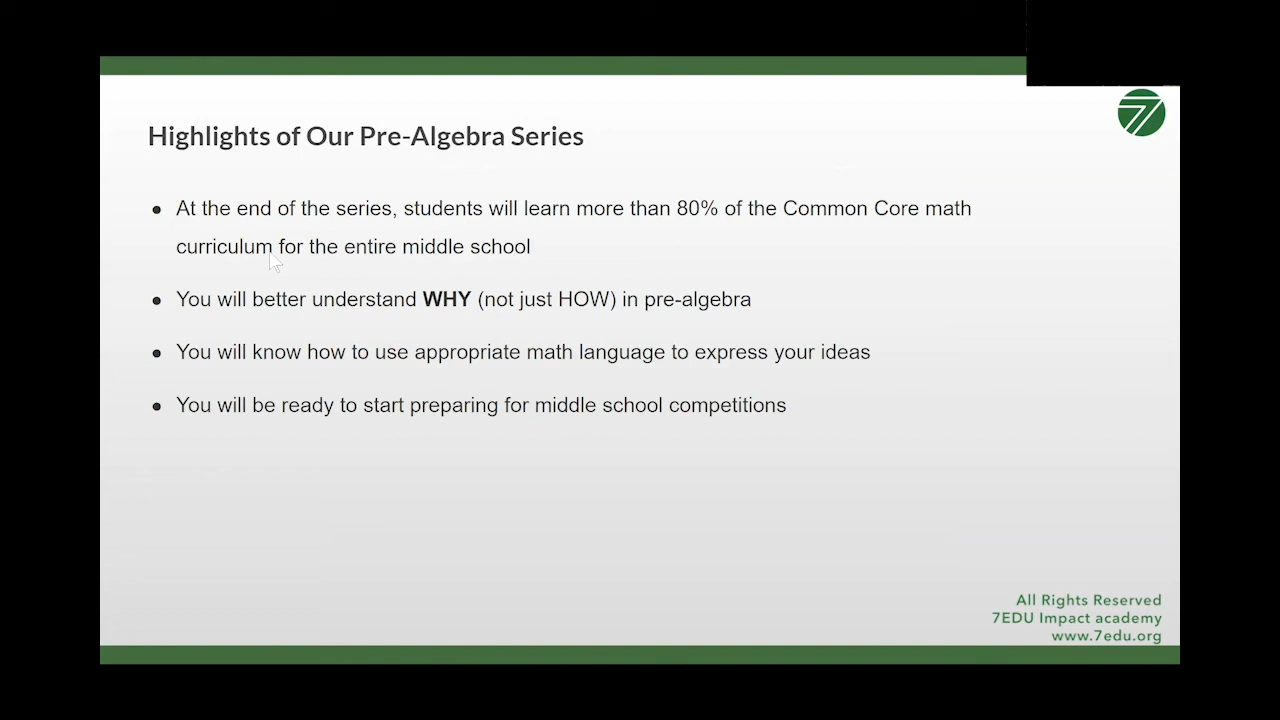 Highlights of Our Pre-Algebra Series
● At the end of the series, students will learn more than 80% of the Common Core math
curriculum for the entire middle school
● You will better understand WHY (not just HOW) in pre-algebra
● You will know how to use appropriate math language to express your ideas
● You will be ready to start preparing for middle school competitions
All Rights Reserved
7EDU Impact academy
www.7edu.org